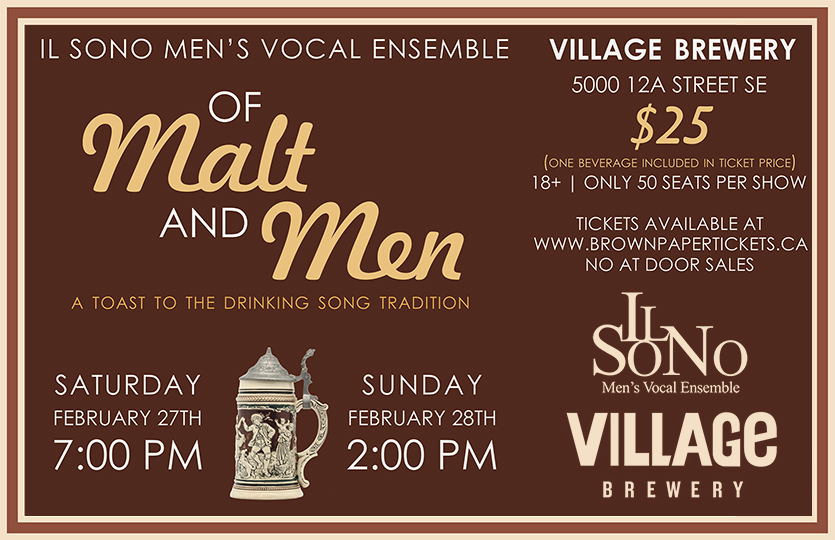 IL SONO MEN'S VOCAL ENSEMBLE
OF
Malt
AND
Men
A TOAST TO THE DRINKING SONG TRADITION
SATURDAY
FEBRUARY 27TH
7:00 PM
SUNDAY
FEBRUARY 28TH
2:00 PM
VILLAGE BREWERY
5000 12A STREET SE
$25
(ONE BEVERAGE INCLUDED IN TICKET PRICE)
18+ | ONLY 50 SEATS PER SHOW
TICKETS AVAILABLE AT
WWW.BROWNPAPERTICKETS.CA
NO AT DOOR SALES
IL
SONO
Men's Vocal Ensemble
VILLAGE
BREWERY